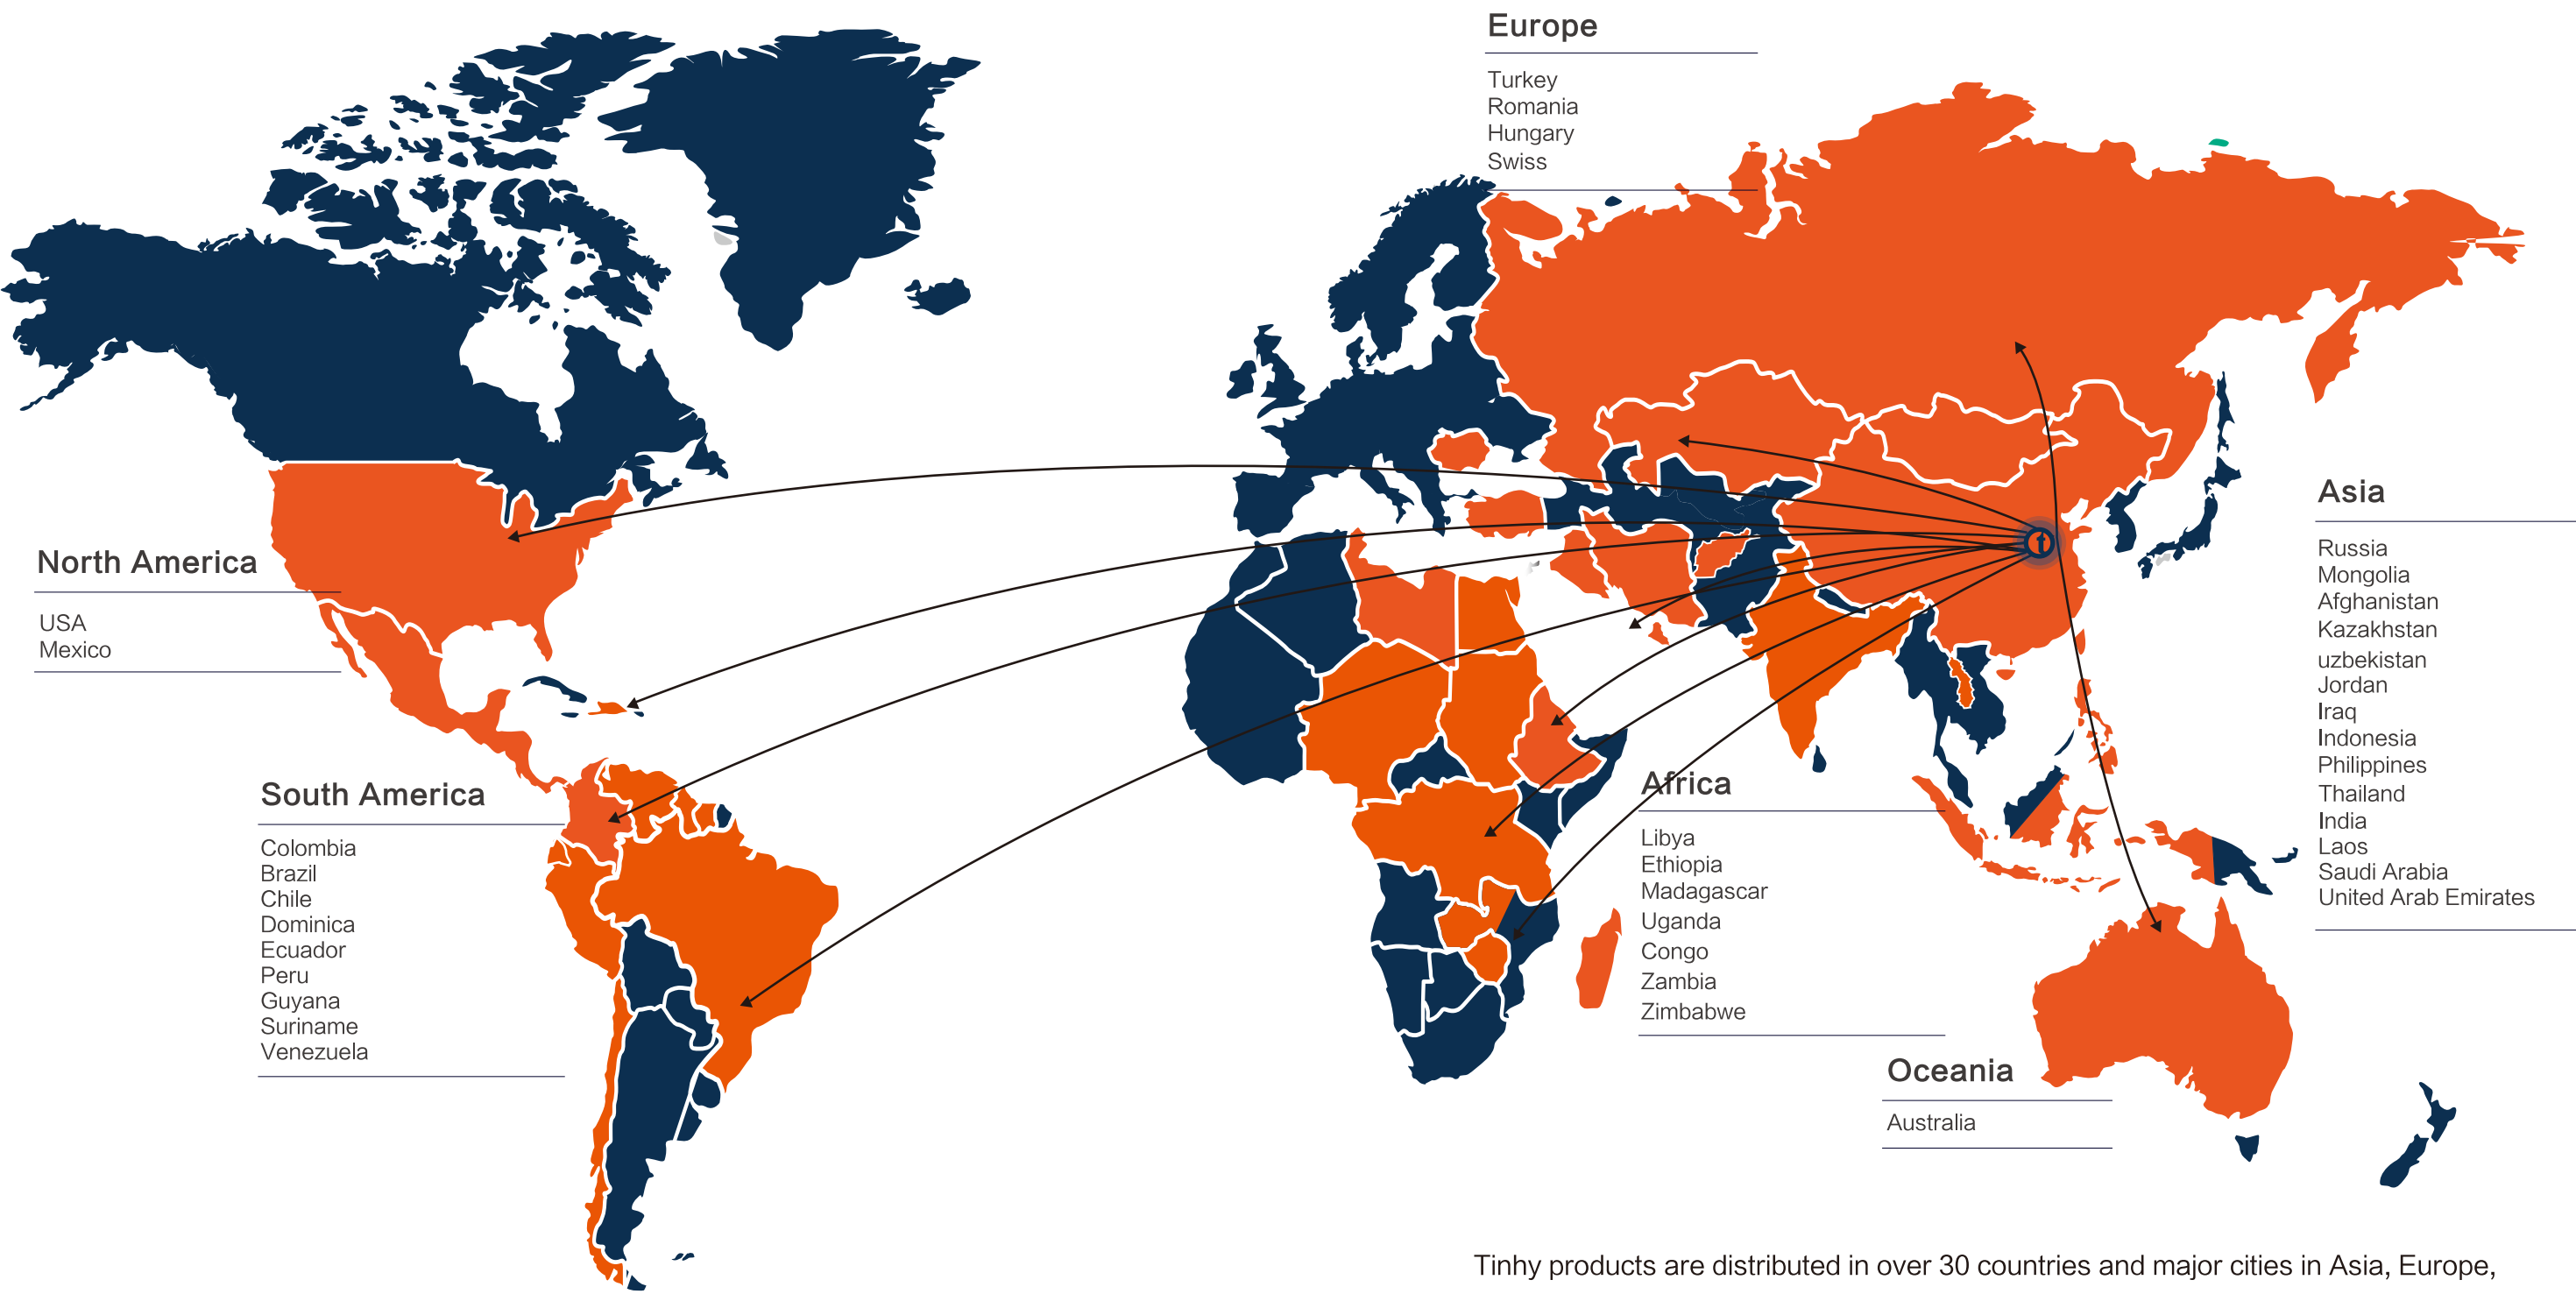 Europe
Turkey
Romania
Hungary
Swiss
Asia
Russia
Mongolia
Afghanistan
Kazakhstan
uzbekistan
Jordan
Iraq
Indonesia
Philippines
Thailand
India
Laos
Saudi Arabia
United Arab Emirates
North America
USA
Mexico
South America
Colombia
Brazil
Chile
Dominica
Ecuador
Peru
Guyana
Suriname
Venezuela
Africa
Libya
Ethiopia
Madagascar
Uganda
Congo
Zambia
Zimbabwe
Oceania
Australia
Tinhy products are distributed in over 30 countries and major cities in Asia, Europe,